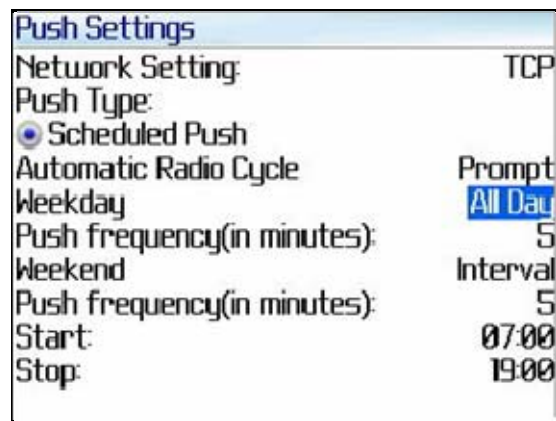 Push Settings
Network Setting: TCP
Push Type:
Scheduled Push
Automatic Radio Cycle Prompt
Weekday All Day
Push frequency(in minutes): 5
Weekend Interval
Push frequency(in minutes): 5
Start: 07:00
Stop: 19:00